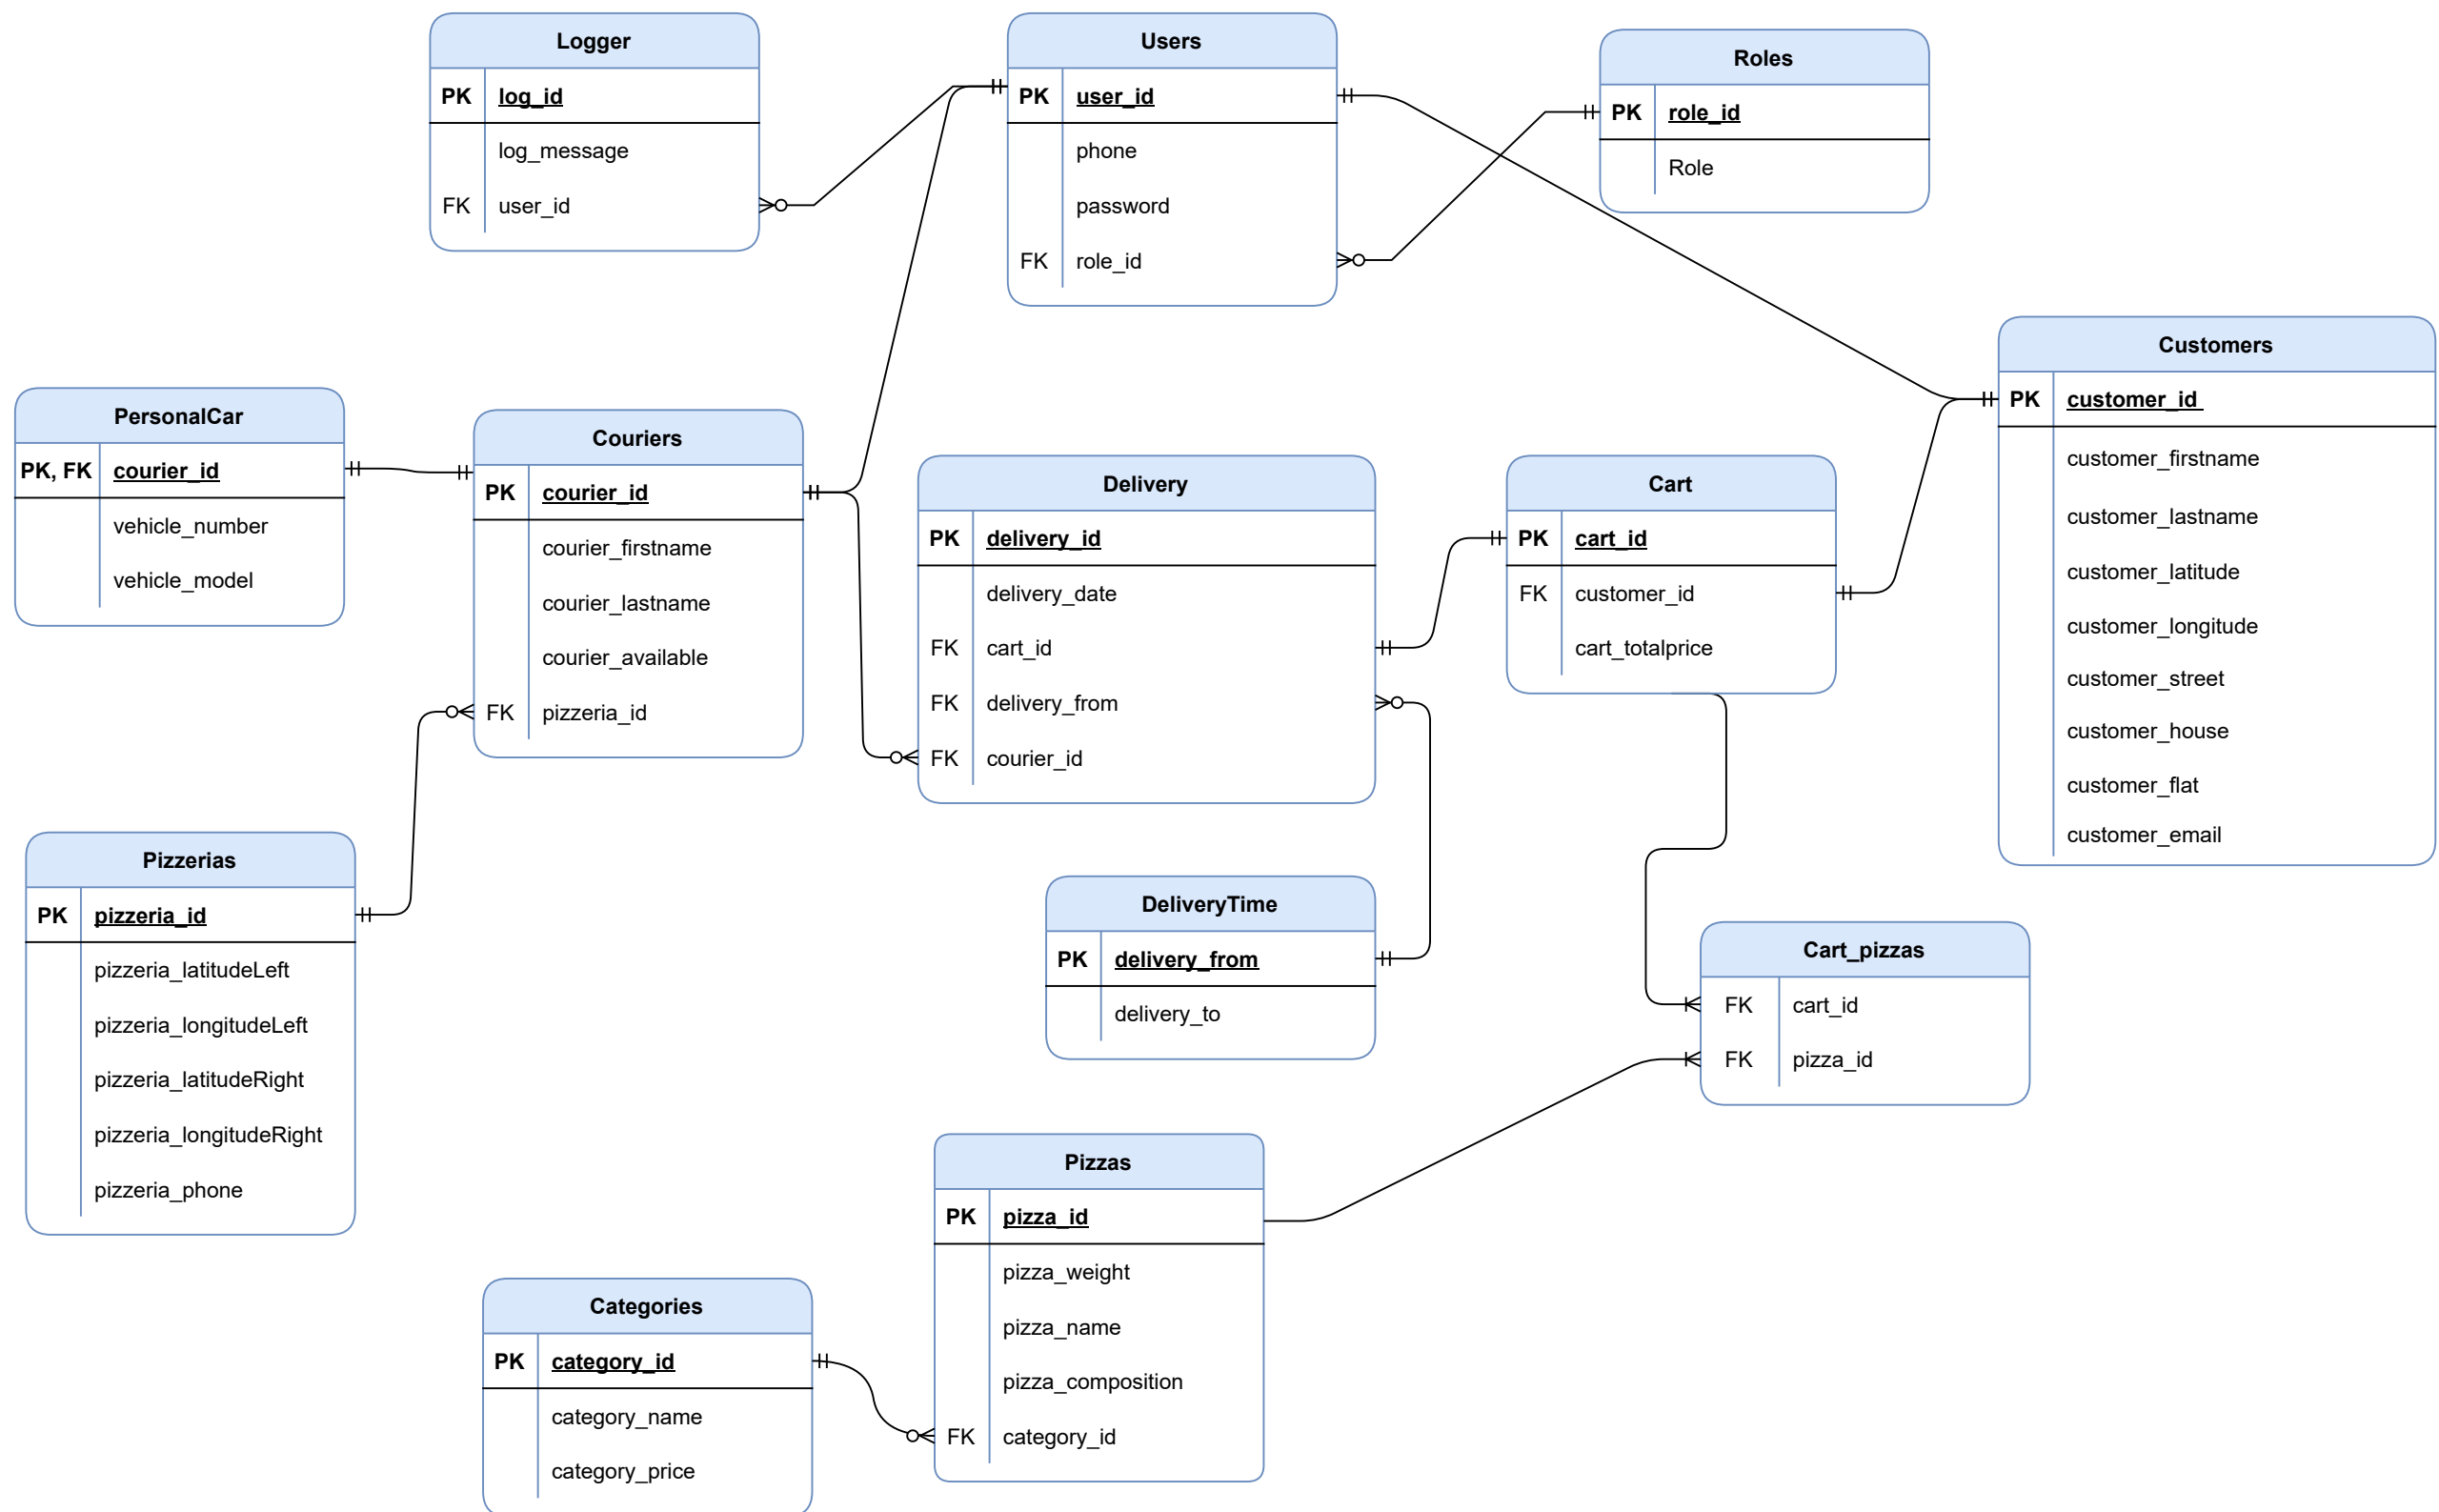 Logger
PK log_id
log_message
FK user_id
Users
PK user_id
phone
password
FK role_id
Roles
PK role_id
Role
Customers
PK customer_id
customer_firstname
customer_lastname
customer_latitude
customer_longitude
customer_street
customer_house
customer_flat
customer_email
PersonalCar
PK, FK courier_id
vehicle_number
vehicle_model
Couriers
PK courier_id
courier_firstname
courier_lastname
courier_available
FK pizzeria_id
Delivery
PK delivery_id
delivery_date
FK cart_id
FK delivery_from
FK courier_id
Cart
PK cart_id
FK customer_id
cart_totalprice
Pizzerias
PK pizzeria_id
pizzeria_latitudeLeft
pizzeria_longitudeLeft
pizzeria_latitudeRight
pizzeria_longitudeRight
pizzeria_phone
DeliveryTime
PK delivery_from
delivery_to
Cart_pizzas
FK cart_id
FK pizza_id
Pizzas
PK pizza_id
pizza_weight
pizza_name
pizza_composition
FK category_id
Categories
PK category_id
category_name
category_price